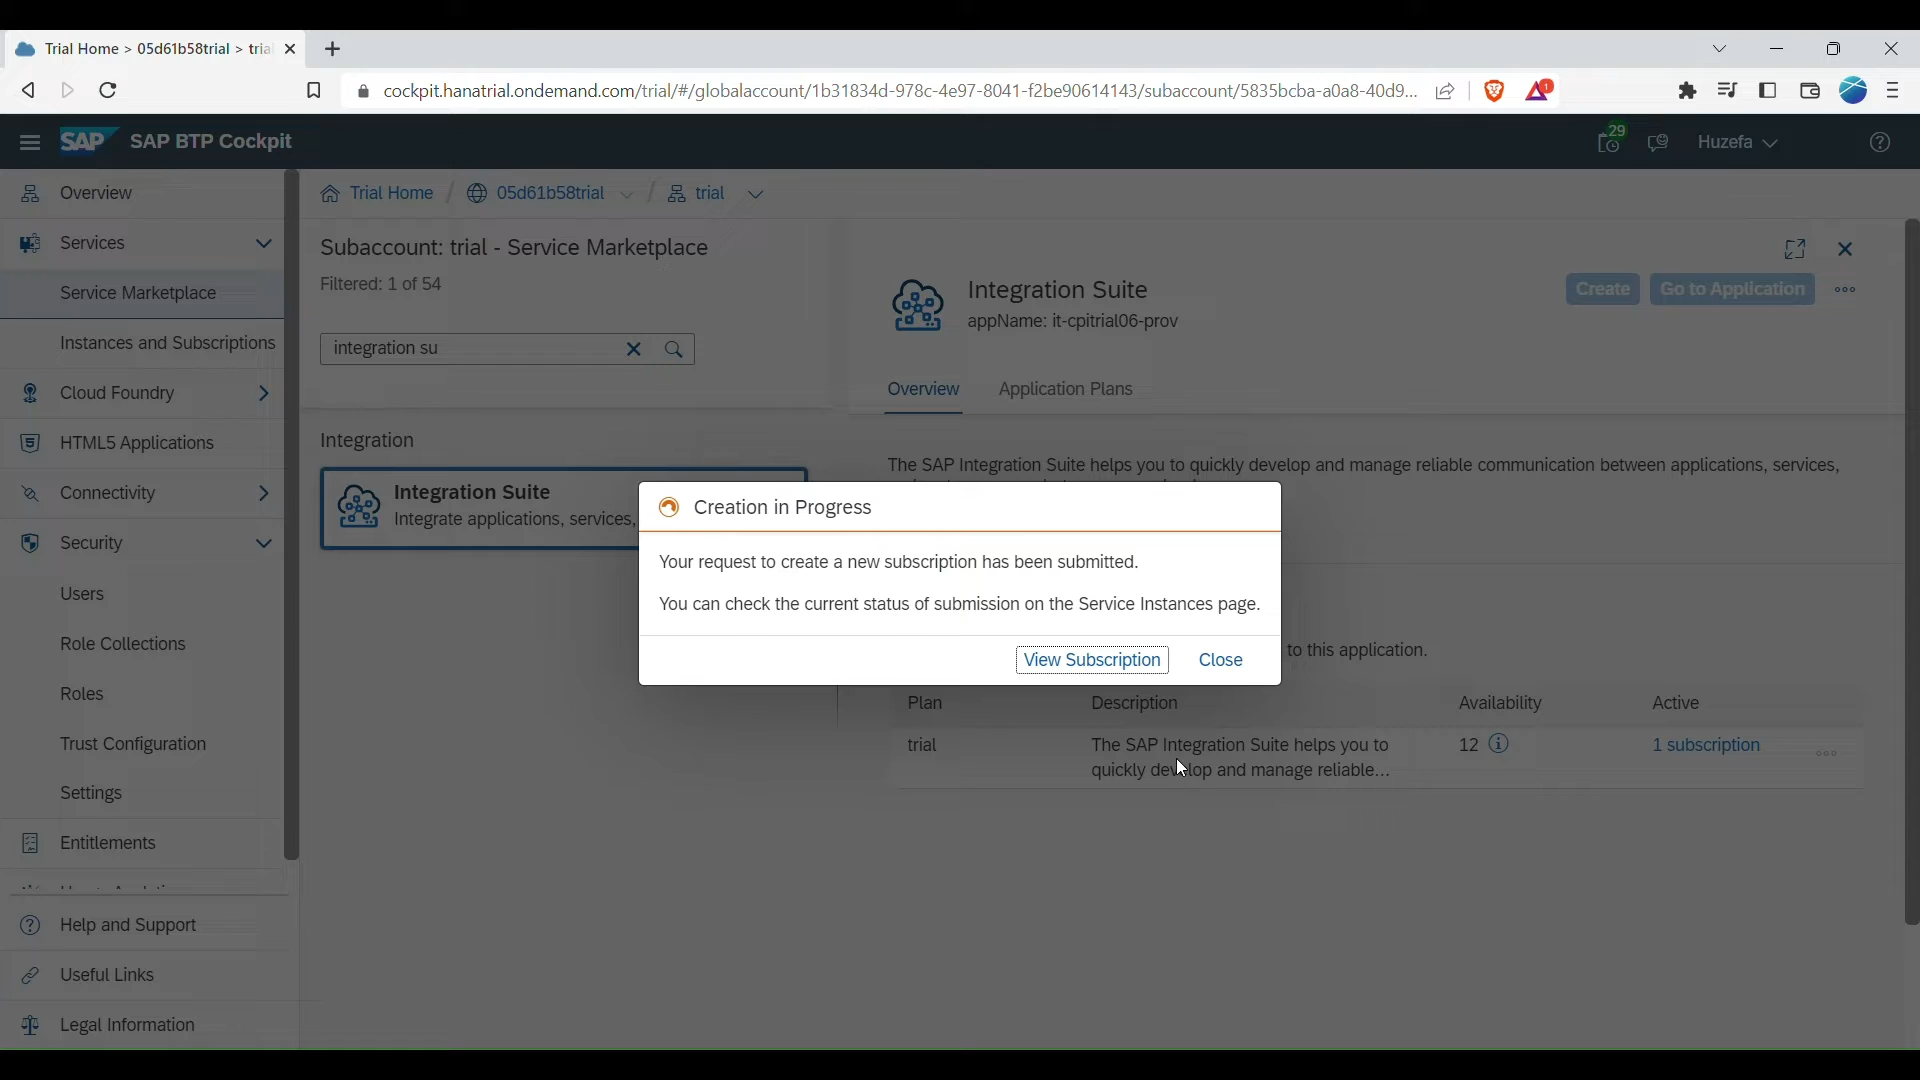 Trial Home > 05d61b58trial > tria
cockpit.hanatrial.ondemand.com/trial/#/globalaccount/1b31834d-978c-4e97-8041-f2be90614143/subaccount/5835bcba-a0a8-40d9...
1
SAP SAP BTP Cockpit
29
Huzefa
Overview
Services
Service Marketplace
Instances and Subscriptions
Cloud Foundry
HTML5 Applications
Connectivity
Security
Users
Role Collections
Roles
Trust Configuration
Settings
Entitlements
Help and Support
Useful Links
Legal Information
Trial Home / 05d61b58trial / trial
Subaccount: trial - Service Marketplace
Filtered: 1 of 54
integration su
Integration
Integration Suite
Integrate applications, services,
Integration Suite
appName: it-cpitrial06-prov
Create
Go to Application
Overview
Application Plans
The SAP Integration Suite helps you to quickly develop and manage reliable communication between applications, services,
Creation in Progress
Your request to create a new subscription has been submitted.
You can check the current status of submission on the Service Instances page.
View Subscription
Close
to this application.
Plan Description Availability Active
trial The SAP Integration Suite helps you to 12 1 subscription
quickly develop and manage reliable...